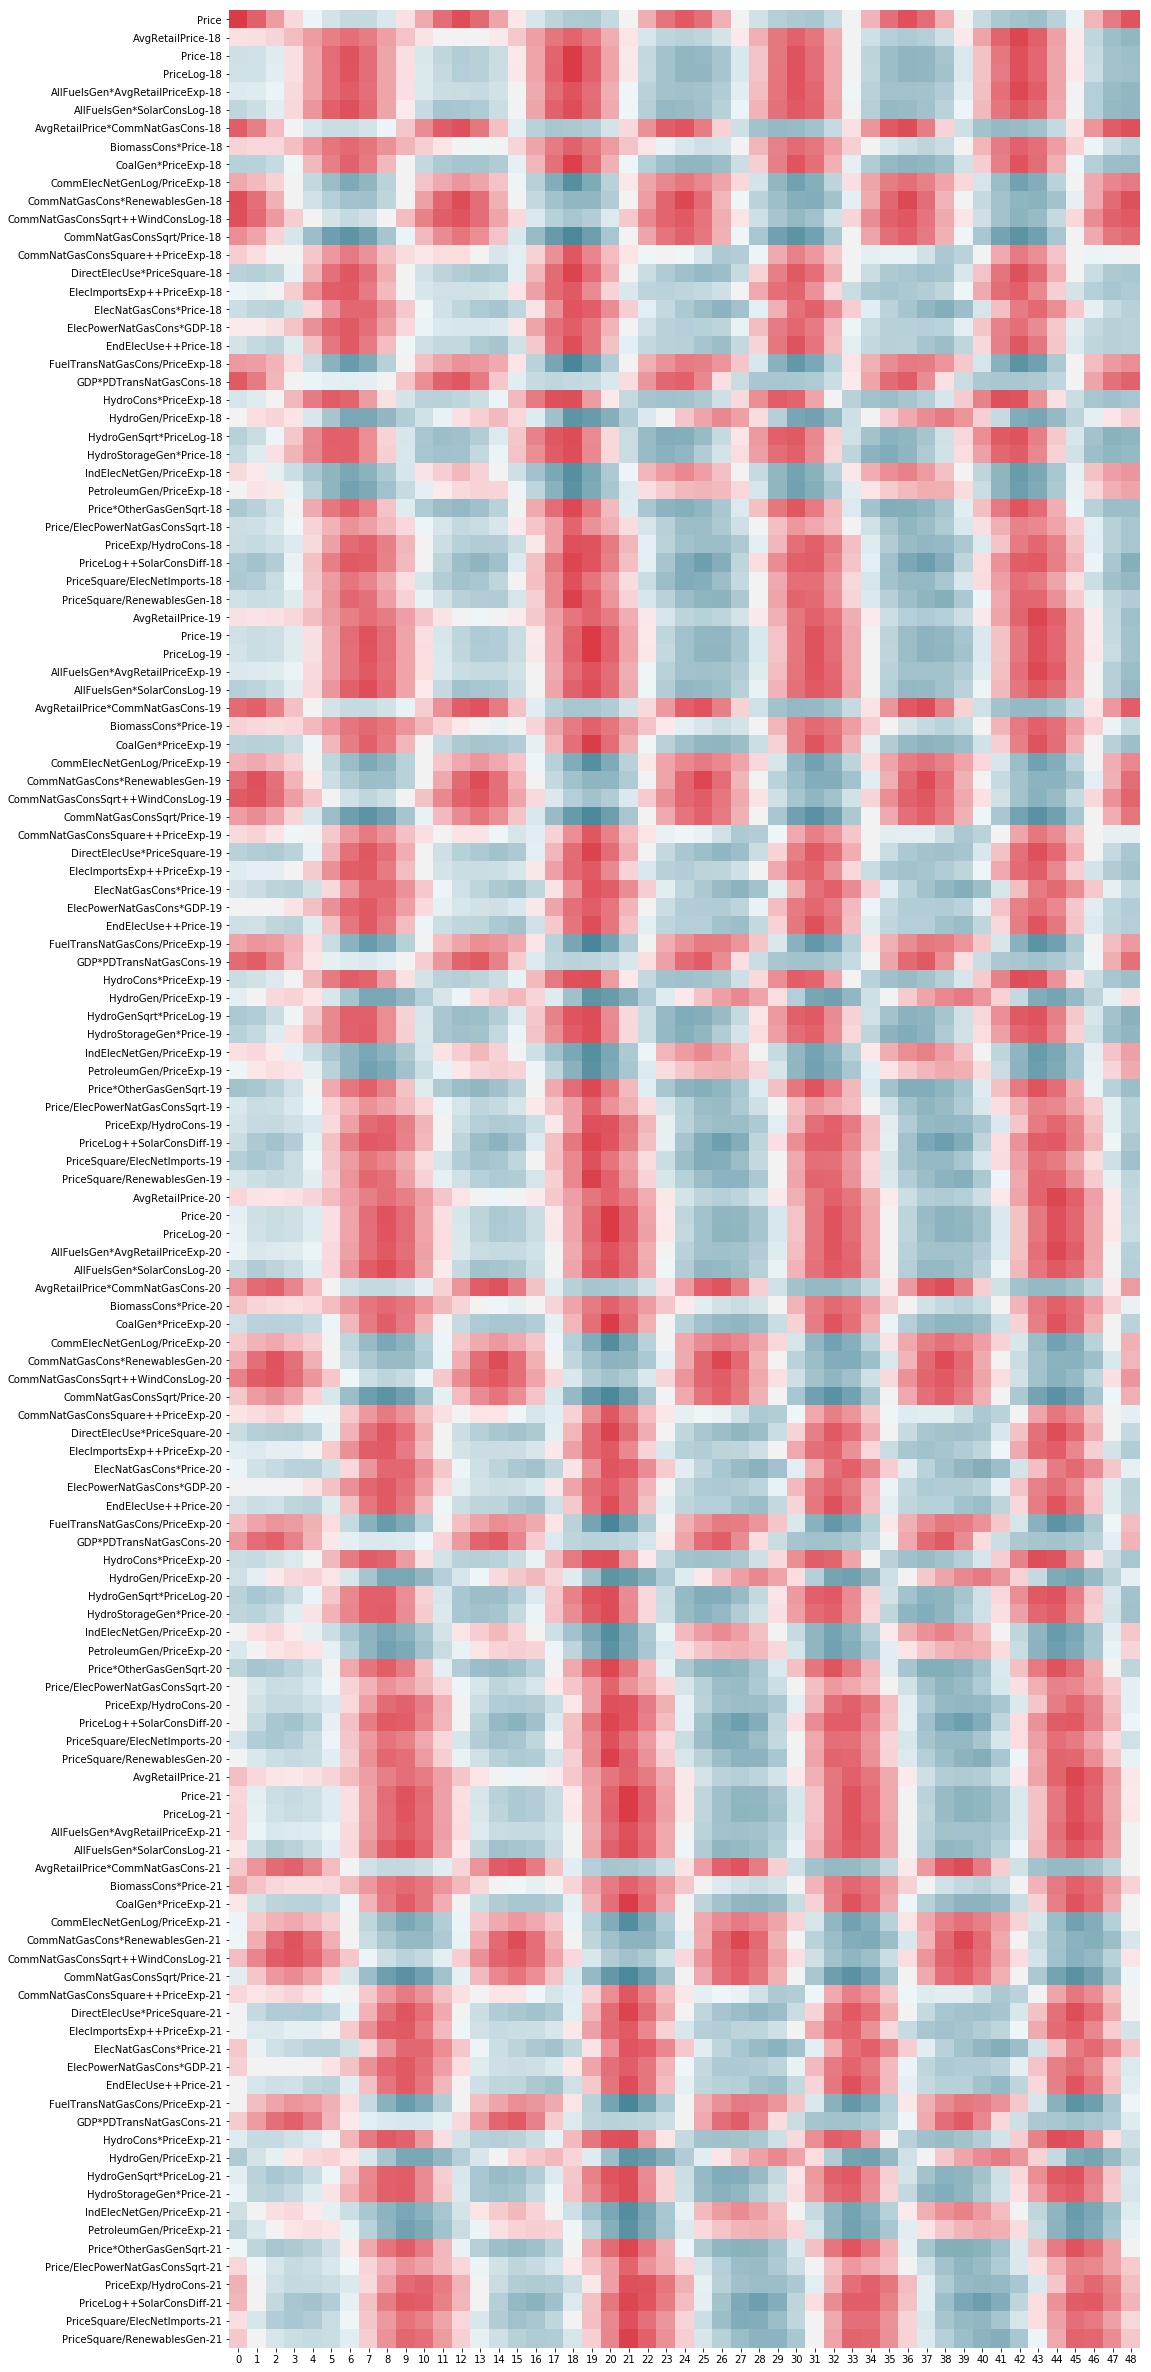 Price
AvgRetailPrice-18
Price-18
PriceLog-18
AllFuelsGen*AvgRetailPriceExp-18
AllFuelsGen*SolarConsLog-18
AvgRetailPrice*CommNatGasCons-18
BiomassCons*Price-18
CoalGen*PriceExp-18
CommElecNetGenLog/PriceExp-18
CommNatGasCons*RenewablesGen-18
CommNatGasConsSqrt++WindConsLog-18
CommNatGasConsSqrt/Price-18
CommNatGasConsSquare++PriceExp-18
DirectElecUse*PriceSquare-18
ElecImportsExp++PriceExp-18
ElecNatGasCons*Price-18
ElecPowerNatGasCons*GDP-18
EndElecUse++Price-18
FuelTransNatGasCons/PriceExp-18
GDP*PDTransNatGasCons-18
HydroCons*PriceExp-18
HydroGen/PriceExp-18
HydroGenSqrt*PriceLog-18
HydroStorageGen*Price-18
IndElecNetGen/PriceExp-18
PetroleumGen/PriceExp-18
Price*OtherGasGenSqrt-18
Price/ElecPowerNatGasConsSqrt-18
PriceExp/HydroCons-18
PriceLog++SolarConsDiff-18
PriceSquare/ElecNetImports-18
PriceSquare/RenewablesGen-18
AvgRetailPrice-19
Price-19
PriceLog-19
AllFuelsGen*AvgRetailPriceExp-19
AllFuelsGen*SolarConsLog-19
AvgRetailPrice*CommNatGasCons-19
BiomassCons*Price-19
CoalGen*PriceExp-19
CommElecNetGenLog/PriceExp-19
CommNatGasCons*RenewablesGen-19
CommNatGasConsSqrt++WindConsLog-19
CommNatGasConsSqrt/Price-19
CommNatGasConsSquare++PriceExp-19
DirectElecUse*PriceSquare-19
ElecImportsExp++PriceExp-19
ElecNatGasCons*Price-19
ElecPowerNatGasCons*GDP-19
EndElecUse++Price-19
FuelTransNatGasCons/PriceExp-19
GDP*PDTransNatGasCons-19
HydroCons*PriceExp-19
HydroGen/PriceExp-19
HydroGenSqrt*PriceLog-19
HydroStorageGen*Price-19
IndElecNetGen/PriceExp-19
PetroleumGen/PriceExp-19
Price*OtherGasGenSqrt-19
Price/ElecPowerNatGasConsSqrt-19
PriceExp/HydroCons-19
PriceLog++SolarConsDiff-19
PriceSquare/ElecNetImports-19
PriceSquare/RenewablesGen-19
AvgRetailPrice-20
Price-20
PriceLog-20
AllFuelsGen*AvgRetailPriceExp-20
AllFuelsGen*SolarConsLog-20
AvgRetailPrice*CommNatGasCons-20
BiomassCons*Price-20
CoalGen*PriceExp-20
CommElecNetGenLog/PriceExp-20
CommNatGasCons*RenewablesGen-20
CommNatGasConsSqrt++WindConsLog-20
CommNatGasConsSqrt/Price-20
CommNatGasConsSquare++PriceExp-20
DirectElecUse*PriceSquare-20
ElecImportsExp++PriceExp-20
ElecNatGasCons*Price-20
ElecPowerNatGasCons*GDP-20
EndElecUse++Price-20
FuelTransNatGasCons/PriceExp-20
GDP*PDTransNatGasCons-20
HydroCons*PriceExp-20
HydroGen/PriceExp-20
HydroGenSqrt*PriceLog-20
HydroStorageGen*Price-20
IndElecNetGen/PriceExp-20
PetroleumGen/PriceExp-20
Price*OtherGasGenSqrt-20
Price/ElecPowerNatGasConsSqrt-20
PriceExp/HydroCons-20
PriceLog++SolarConsDiff-20
PriceSquare/ElecNetImports-20
PriceSquare/RenewablesGen-20
AvgRetailPrice-21
Price-21
PriceLog-21
AllFuelsGen*AvgRetailPriceExp-21
AllFuelsGen*SolarConsLog-21
AvgRetailPrice*CommNatGasCons-21
BiomassCons*Price-21
CoalGen*PriceExp-21
CommElecNetGenLog/PriceExp-21
CommNatGasCons*RenewablesGen-21
CommNatGasConsSqrt++WindConsLog-21
CommNatGasConsSqrt/Price-21
CommNatGasConsSquare++PriceExp-21
DirectElecUse*PriceSquare-21
ElecImportsExp++PriceExp-21
ElecNatGasCons*Price-21
ElecPowerNatGasCons*GDP-21
EndElecUse++Price-21
FuelTransNatGasCons/PriceExp-21
GDP*PDTransNatGasCons-21
HydroCons*PriceExp-21
HydroGen/PriceExp-21
HydroGenSqrt*PriceLog-21
HydroStorageGen*Price-21
IndElecNetGen/PriceExp-21
PetroleumGen/PriceExp-21
Price*OtherGasGenSqrt-21
Price/ElecPowerNatGasConsSqrt-21
PriceExp/HydroCons-21
PriceLog++SolarConsDiff-21
PriceSquare/ElecNetImports-21
PriceSquare/RenewablesGen-21
0 1 2 3 4 5 6 7 8 9 10 11 12 13 14 15 16 17 18 19 20 21 22 23 24 25 26 27 28 29 30 31 32 33 34 35 36 37 38 39 40 41 42 43 44 45 46 47 48